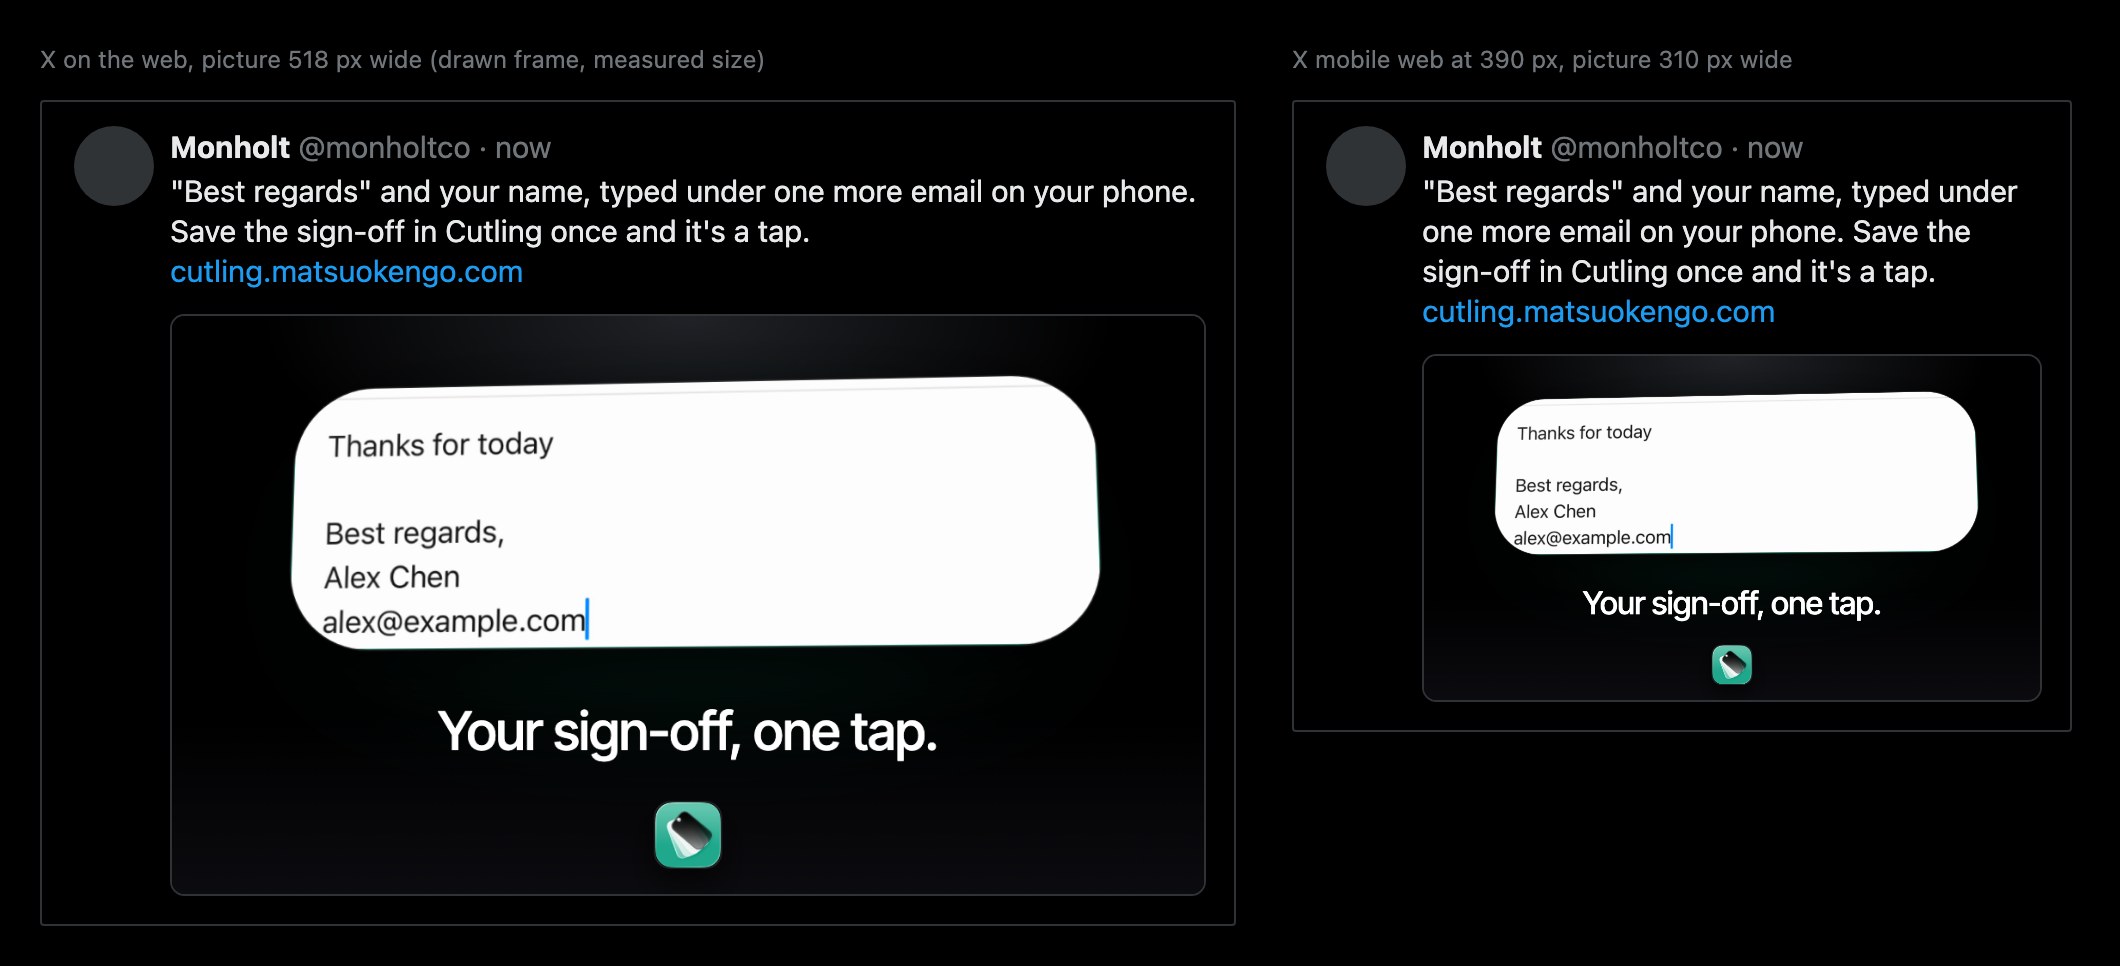 X on the web, picture 518 px wide (drawn frame, measured size)
Monholt @monholtco · now
"Best regards" and your name, typed under one more email on your phone.
Save the sign-off in Cutling once and it's a tap.
cutling.matsuokengo.com
Thanks for today
Best regards,
Alex Chen
alex@example.com
Your sign-off, one tap.
X mobile web at 390 px, picture 310 px wide
Monholt @monholtco · now
"Best regards" and your name, typed under
one more email on your phone. Save the
sign-off in Cutling once and it's a tap.
cutling.matsuokengo.com
Thanks for today
Best regards,
Alex Chen
alex@example.com
Your sign-off, one tap.